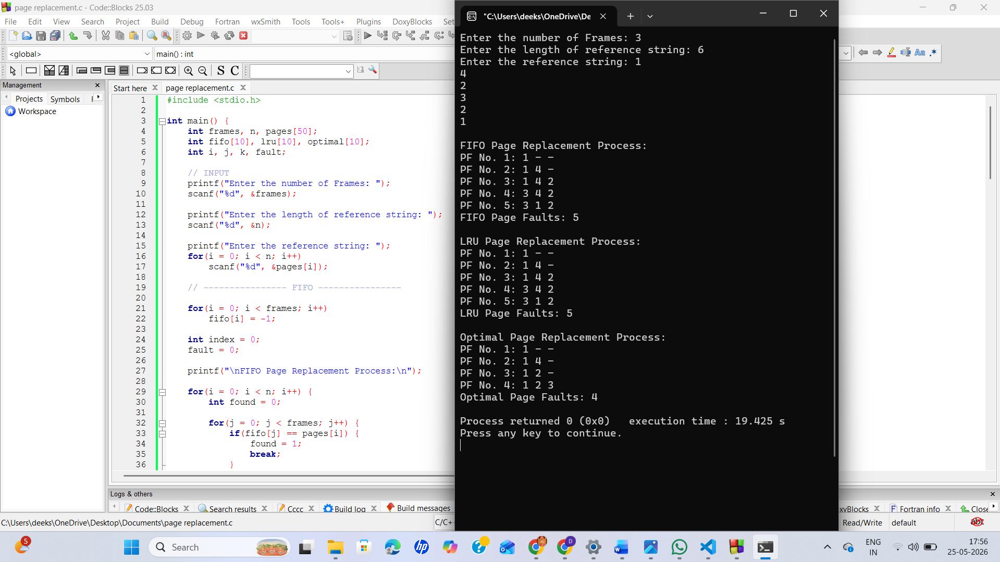 page replacement.c - Code::Blocks 25.03
File Edit View Search Project Build Debug Fortran wxSmith Tools Tools+ Plugins DoxyBlocks
<global>
main() : int
S C
Aa .*
Management
Projects Symbols
Workspace
Start here
page replacement.c
1 #include <stdio.h>
2
3 int main() {
4 int frames, n, pages[50];
5 int fifo[10], lru[10], optimal[10];
6 int i, j, k, fault;
7
8 // INPUT
9 printf("Enter the number of Frames: ");
10 scanf("%d", &frames);
11
12 printf("Enter the length of reference string: ");
13 scanf("%d", &n);
14
15 printf("Enter the reference string: ");
16 for(i = 0; i < n; i++)
17 scanf("%d", &pages[i]);
18
19 // ---------------- FIFO ----------------
20
21 for(i = 0; i < frames; i++)
22 fifo[i] = -1;
23
24 int index = 0;
25 fault = 0;
26
27 printf("\nFIFO Page Replacement Process:\n");
28
29 for(i = 0; i < n; i++) {
30 int found = 0;
31
32 for(j = 0; j < frames; j++) {
33 if(fifo[j] == pages[i]) {
34 found = 1;
35 break;
36 }
"C:\Users\deeks\OneDrive\De
Enter the number of Frames: 3
Enter the length of reference string: 6
Enter the reference string: 1
4
2
3
2
1
FIFO Page Replacement Process:
PF No. 1: 1 - -
PF No. 2: 1 4 -
PF No. 3: 1 4 2
PF No. 4: 3 4 2
PF No. 5: 3 1 2
FIFO Page Faults: 5
LRU Page Replacement Process:
PF No. 1: 1 - -
PF No. 2: 1 4 -
PF No. 3: 1 4 2
PF No. 4: 3 4 2
PF No. 5: 3 1 2
LRU Page Faults: 5
Optimal Page Replacement Process:
PF No. 1: 1 - -
PF No. 2: 1 4 -
PF No. 3: 1 2 -
PF No. 4: 1 2 3
Optimal Page Faults: 4
Process returned 0 (0x0)   execution time : 19.425 s
Press any key to continue.
Logs & others
Code::Blocks Search results Cccc Build log Build messages
Fortran info
C:\Users\deeks\OneDrive\Desktop\Documents\page replacement.c
Read/Write default
abc
5
Search
hp
D
ENG
IN
17:56
25-05-2026